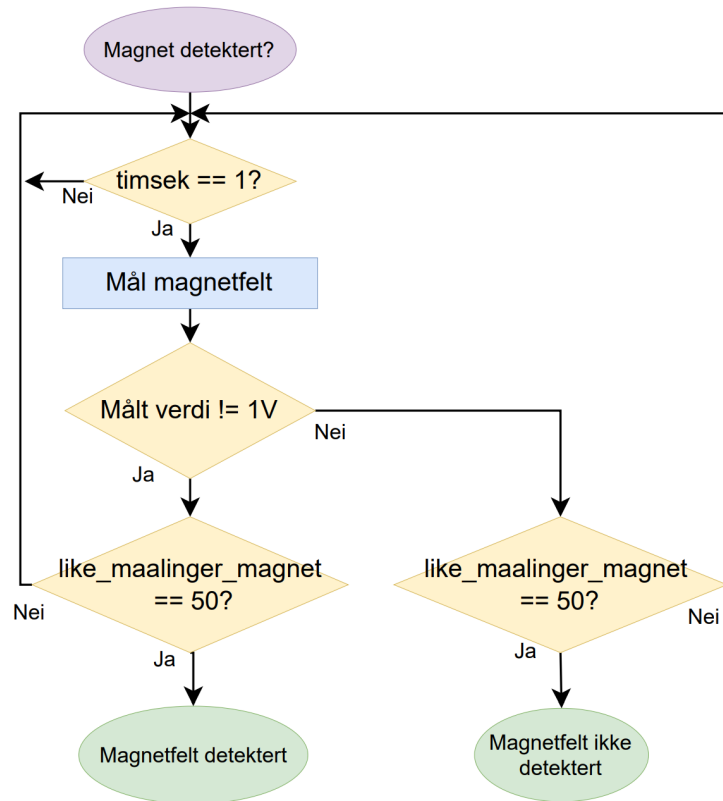 Magnet detektert?
timsek == 1?
Nei
Ja
Mål magnetfelt
Målt verdi != 1V
Nei
Ja
like_maalinger_magnet
== 50?
Nei
Ja
like_maalinger_magnet
== 50?
Nei
Ja
Magnetfelt detektert
Magnetfelt ikke
detektert